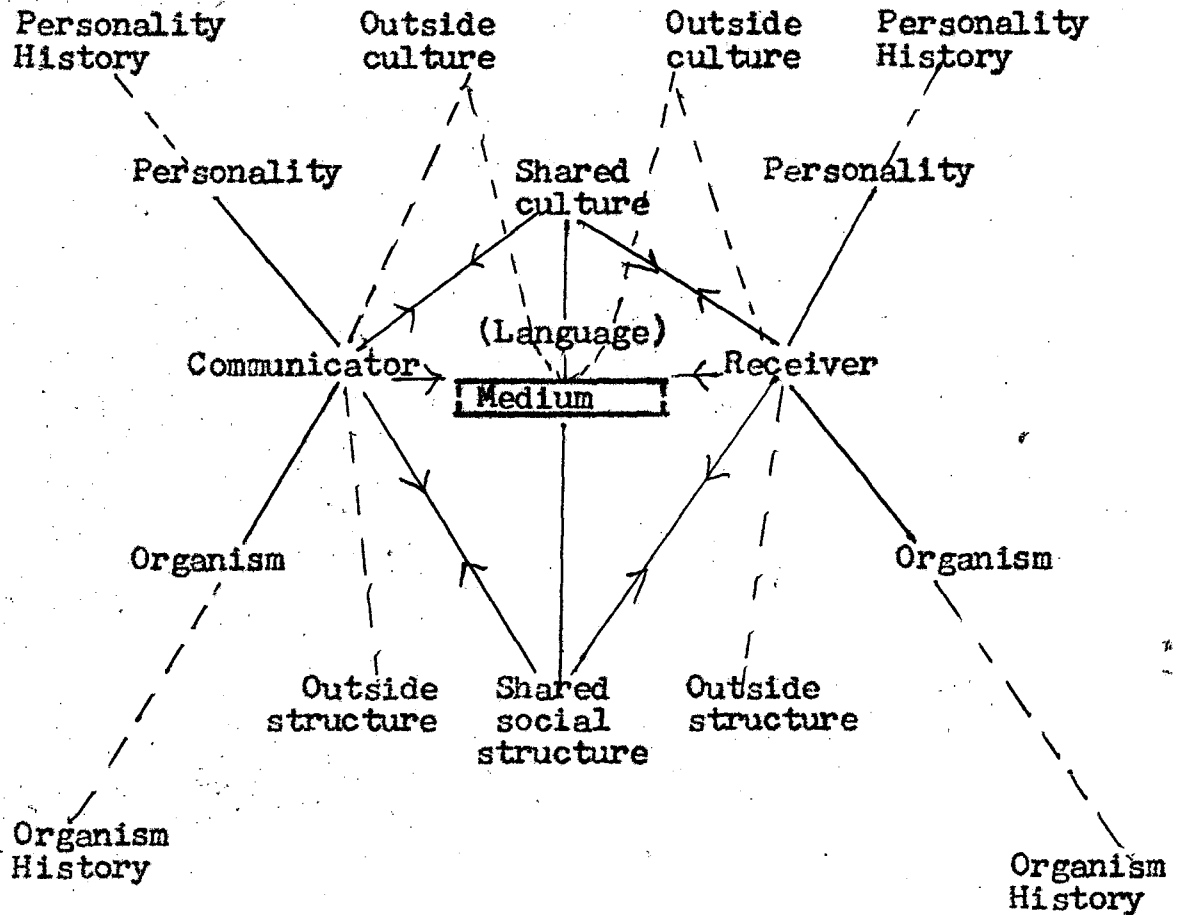 Personality
History
Outside
culture
Outside
culture
Personality
History
Personality
Shared
culture
Personality
(Language)
Communicator
Medium
Receiver
Organism
Organism
Outside
structure
Shared
social
structure
Outside
structure
Organism
History
Organism
History